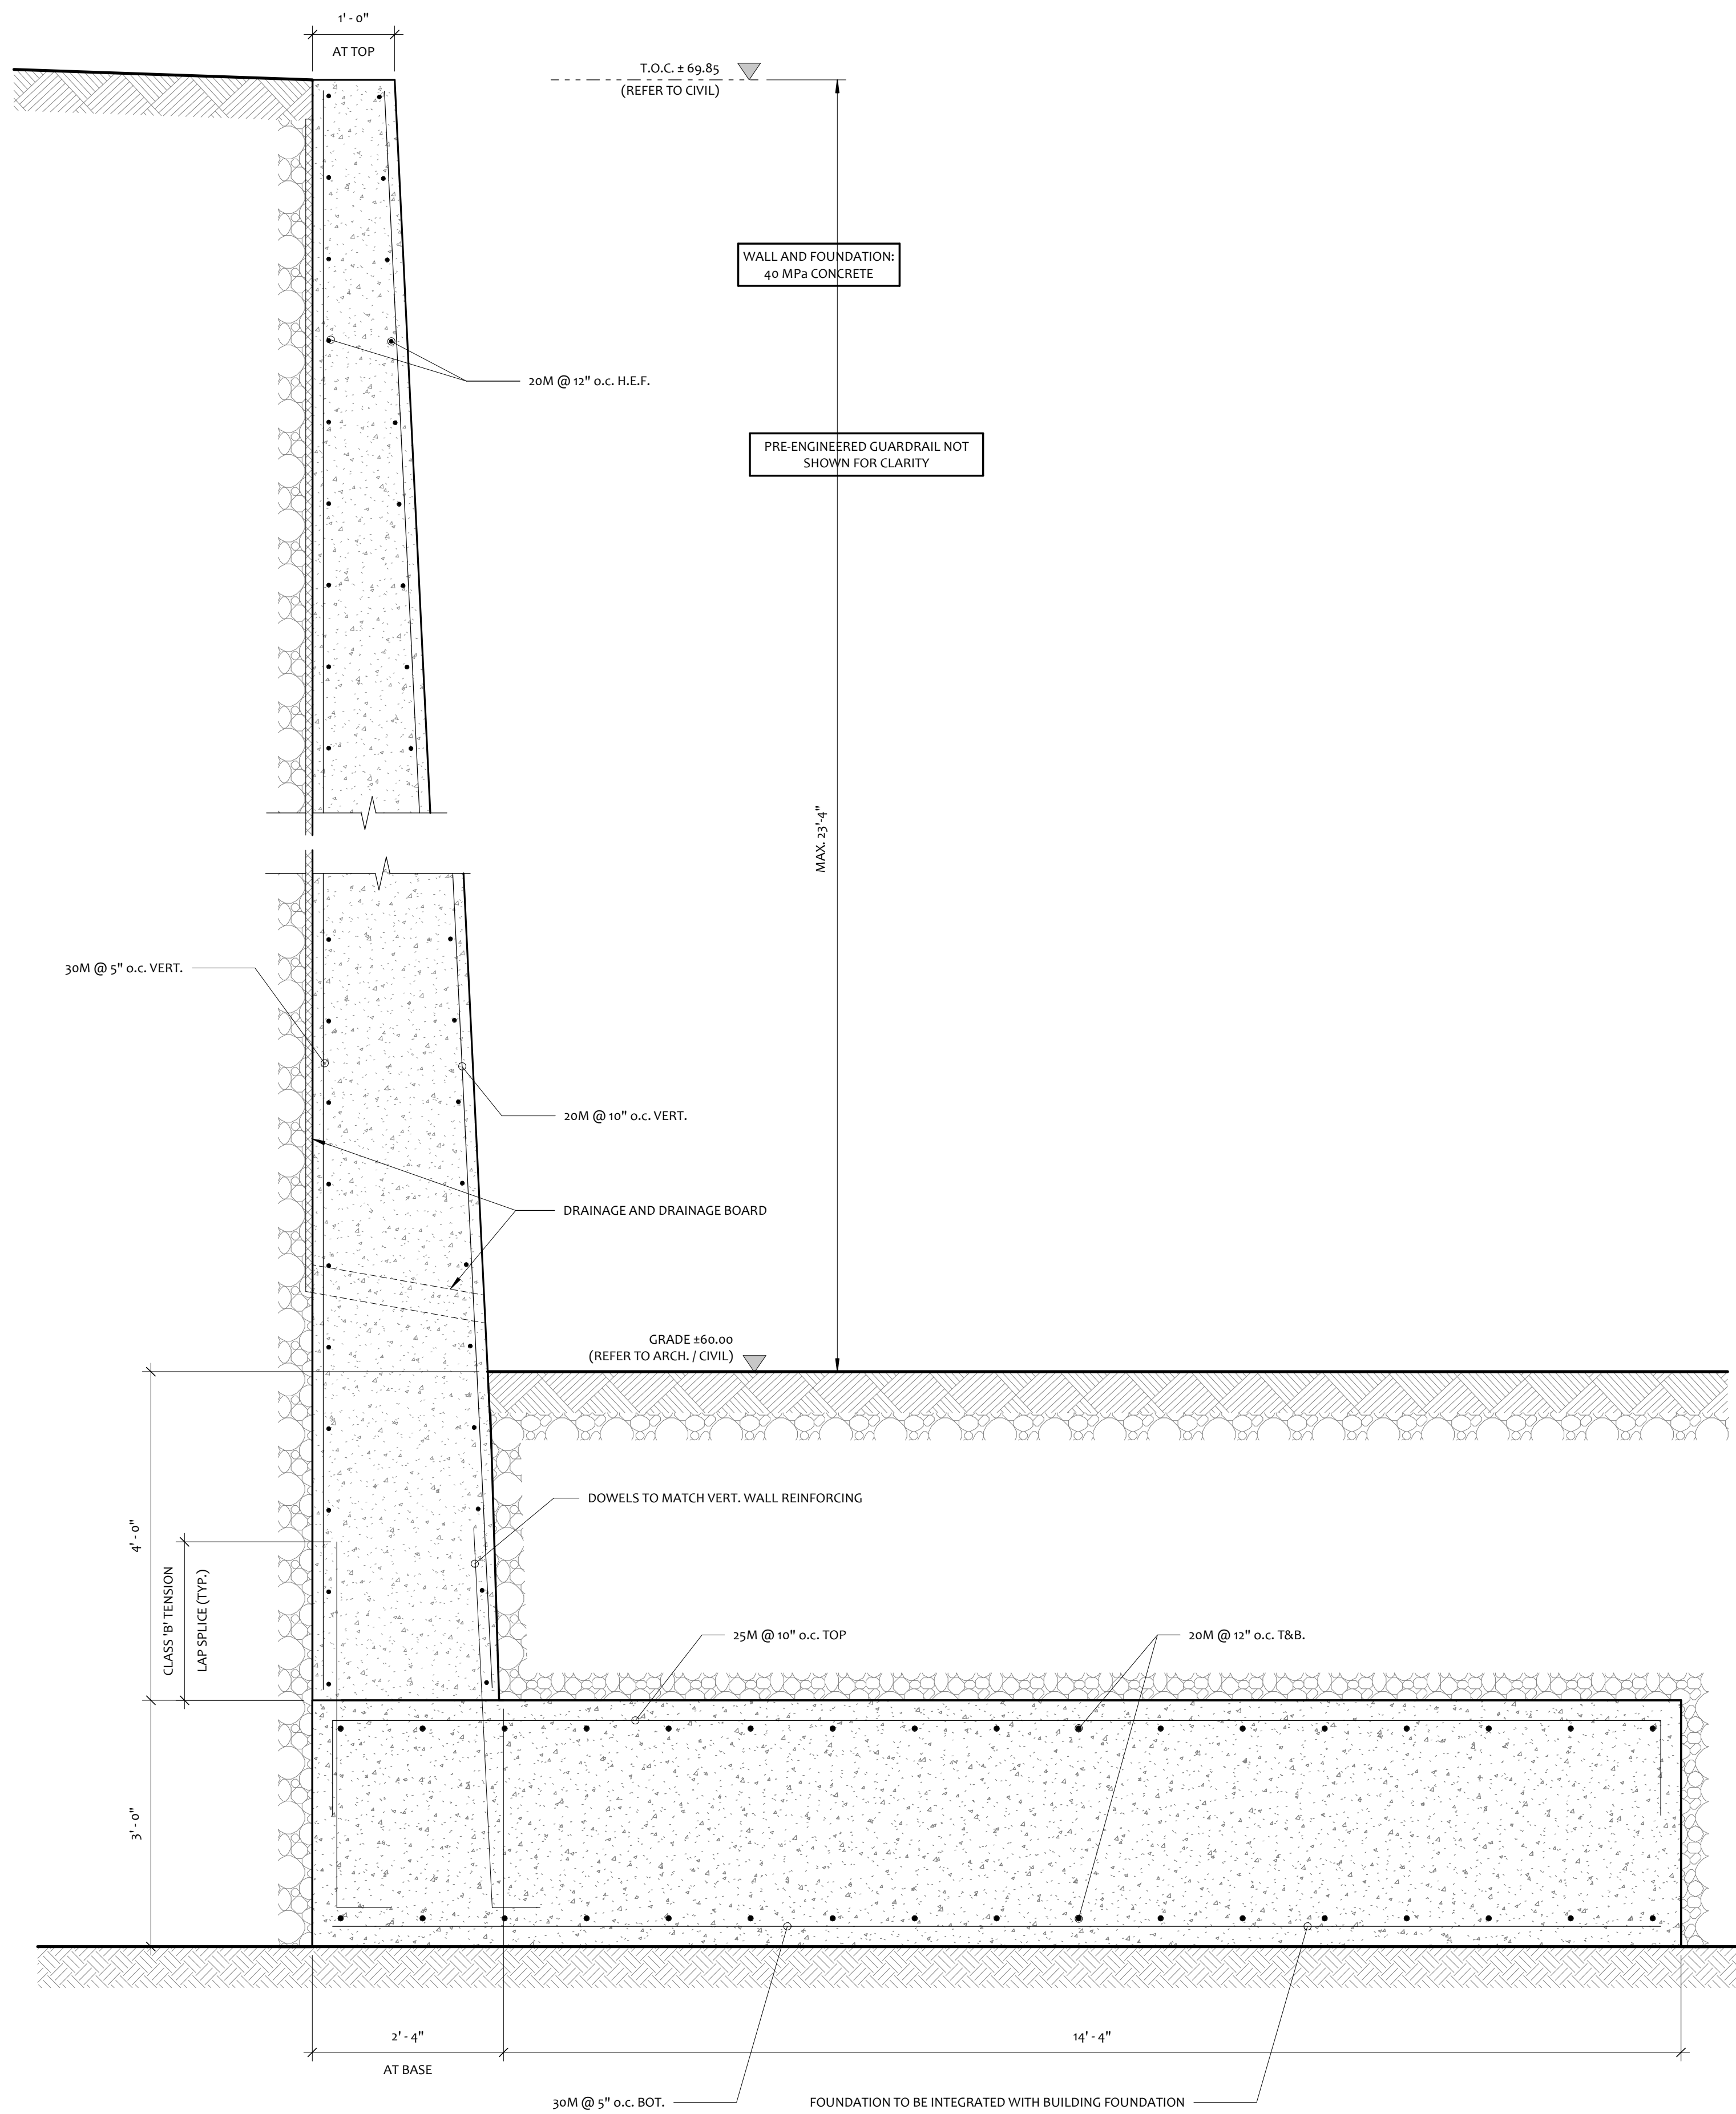 1' - 0"
AT TOP
T.O.C. ± 69.85
(REFER TO CIVIL)
WALL AND FOUNDATION:
40 MPa CONCRETE
20M @ 12" o.c. H.E.F.
PRE-ENGINEERED GUARDRAIL NOT
SHOWN FOR CLARITY
MAX. 23'-4"
30M @ 5" o.c. VERT.
20M @ 10" o.c. VERT.
DRAINAGE AND DRAINAGE BOARD
GRADE ±60.00
(REFER TO ARCH. / CIVIL)
DOWELS TO MATCH VERT. WALL REINFORCING
4' - 0"
CLASS 'B' TENSION
LAP SPLICE (TYP.)
25M @ 10" o.c. TOP
20M @ 12" o.c. T&B.
3' - 0"
2' - 4"
AT BASE
14' - 4"
30M @ 5" o.c. BOT.
FOUNDATION TO BE INTEGRATED WITH BUILDING FOUNDATION